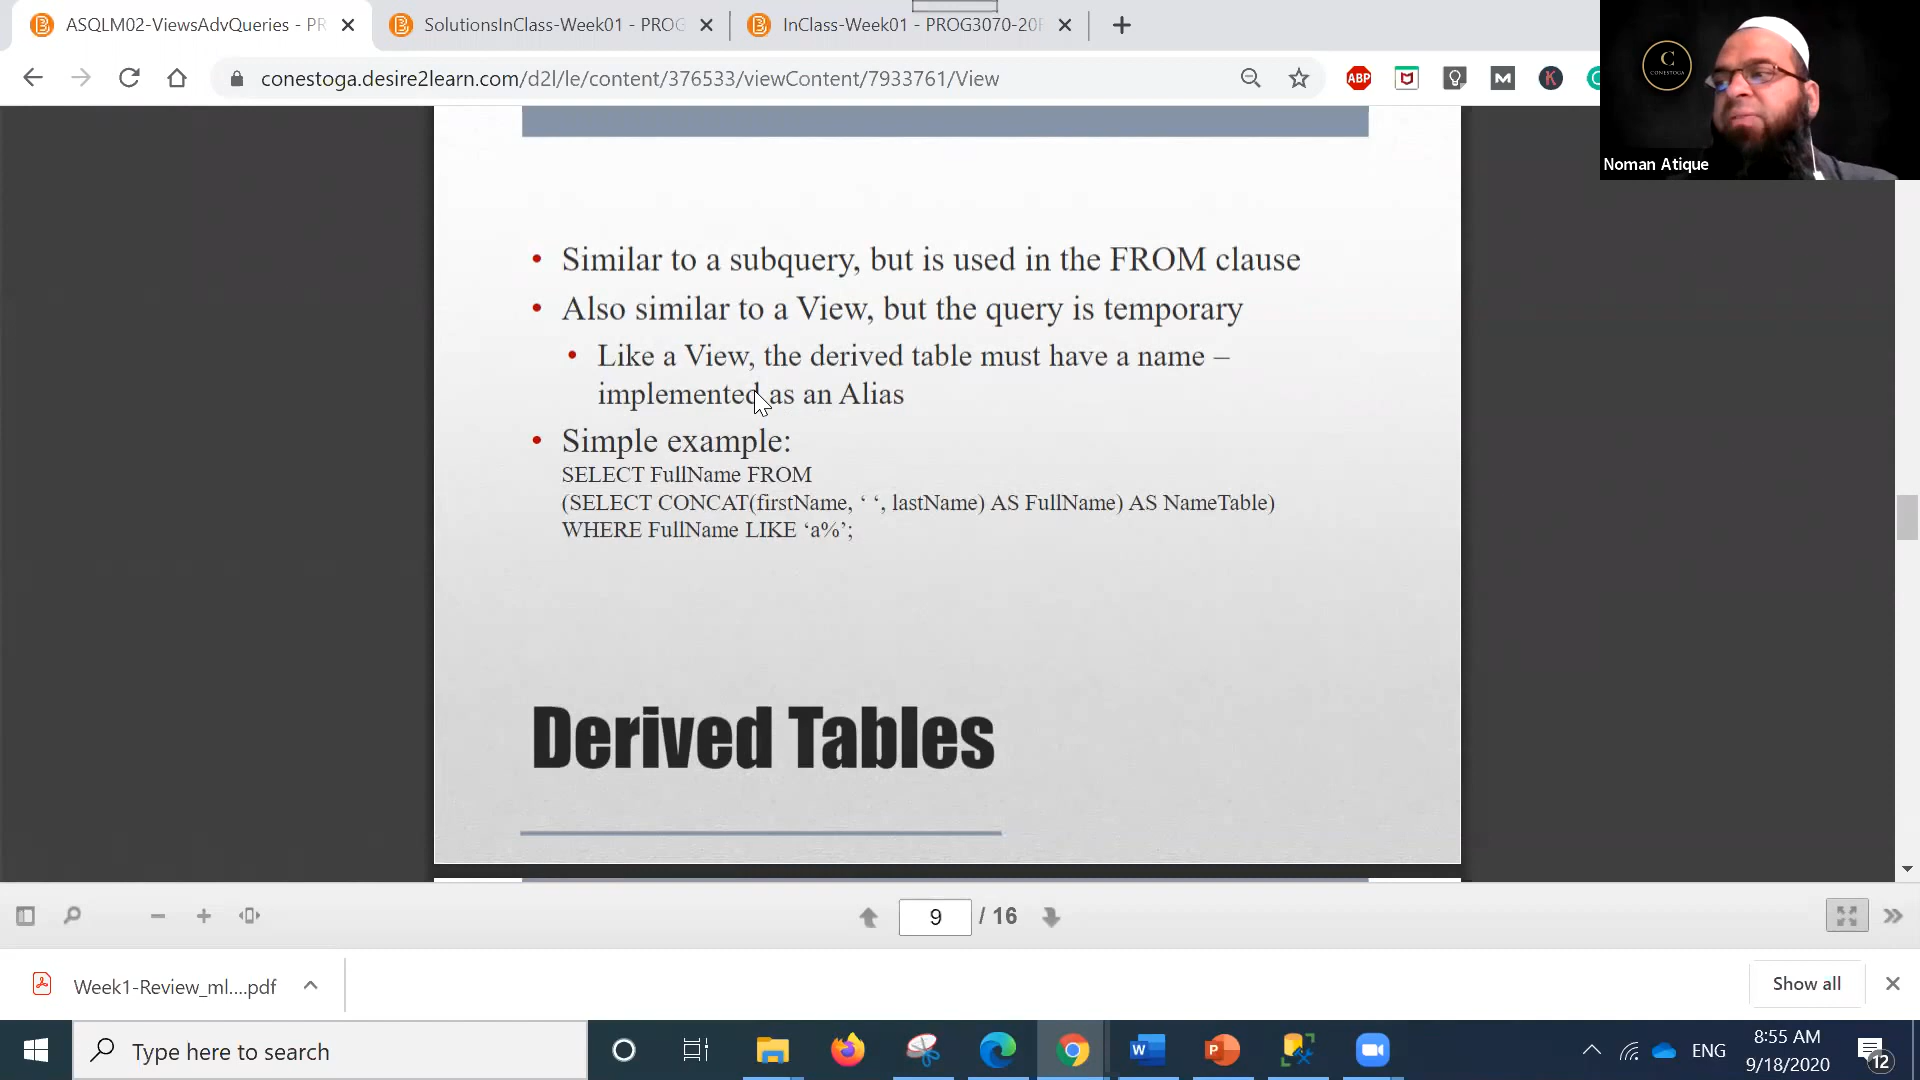 ASQLM02-ViewsAdvQueries - PR
SolutionsInClass-Week01 - PROG
InClass-Week01 - PROG3070-20F
conestoga.desire2learn.com/d2l/le/content/376533/viewContent/7933761/View
ABP
M
K
C
CONESTOGA
Noman Atique
• Similar to a subquery, but is used in the FROM clause
• Also similar to a View, but the query is temporary
• Like a View, the derived table must have a name –
implemented as an Alias
• Simple example:
SELECT FullName FROM
(SELECT CONCAT(firstName, ‘ ‘, lastName) AS FullName) AS NameTable)
WHERE FullName LIKE ‘a%’;
Derived Tables
9 / 16
Week1-Review_ml....pdf
Show all
Type here to search
ENG
8:55 AM
9/18/2020
12